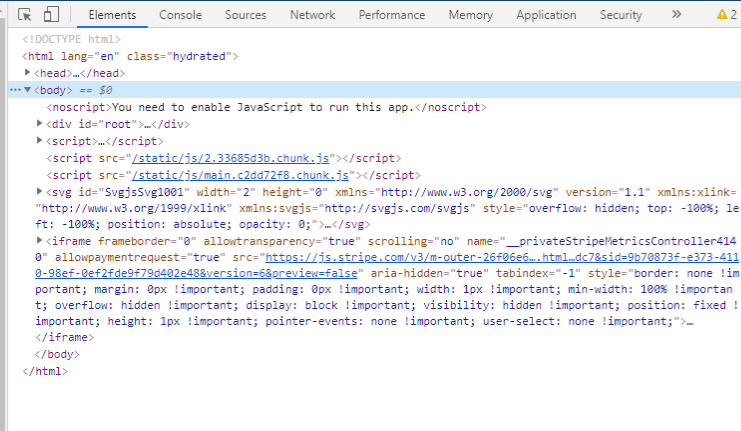 Elements Console Sources Network Performance Memory Application Security » 2
<!DOCTYPE html>
<html lang="en" class="hydrated">
<head>…</head>
<body> == $0
<noscript>You need to enable JavaScript to run this app.</noscript>
<div id="root">…</div>
<script>…</script>
<script src="/static/js/2.33685d3b.chunk.js"></script>
<script src="/static/js/main.c2dd72f8.chunk.js"></script>
<svg id="SvgjsSvg1001" width="2" height="0" xmlns="http://www.w3.org/2000/svg" version="1.1" xmlns:xlink=
"http://www.w3.org/1999/xlink" xmlns:svgjs="http://svgjs.com/svgjs" style="overflow: hidden; top: -100%; le
ft: -100%; position: absolute; opacity: 0;">…</svg>
<iframe frameborder="0" allowtransparency="true" scrolling="no" name="__privateStripeMetricsController414
0" allowpaymentrequest="true" src="https://js.stripe.com/v3/m-outer-26f06e6….html…dc7&sid=9b70873f-e373-411
0-98ef-0ef2fde9f79d402e48&version=6&preview=false" aria-hidden="true" tabindex="-1" style="border: none !im
portant; margin: 0px !important; padding: 0px !important; width: 1px !important; min-width: 100% !importan
t; overflow: hidden !important; display: block !important; visibility: hidden !important; position: fixed !
important; height: 1px !important; pointer-events: none !important; user-select: none !important;">…
</iframe>
</body>
</html>